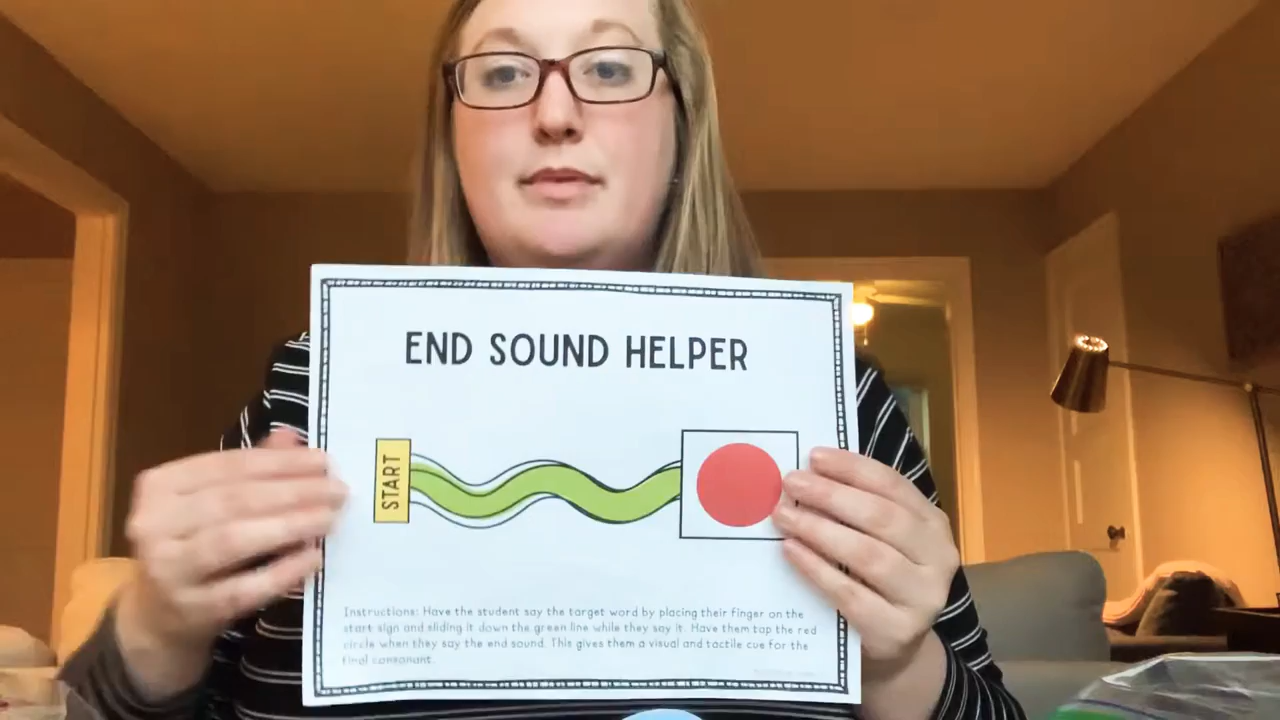 END SOUND HELPER
START
Instructions: Have the student say the target word by placing their finger on the
start sign and sliding it down the green line while they say it. Have them tap the red
circle when they say the end sound. This gives them a visual and tactile cue for the
final consonant.